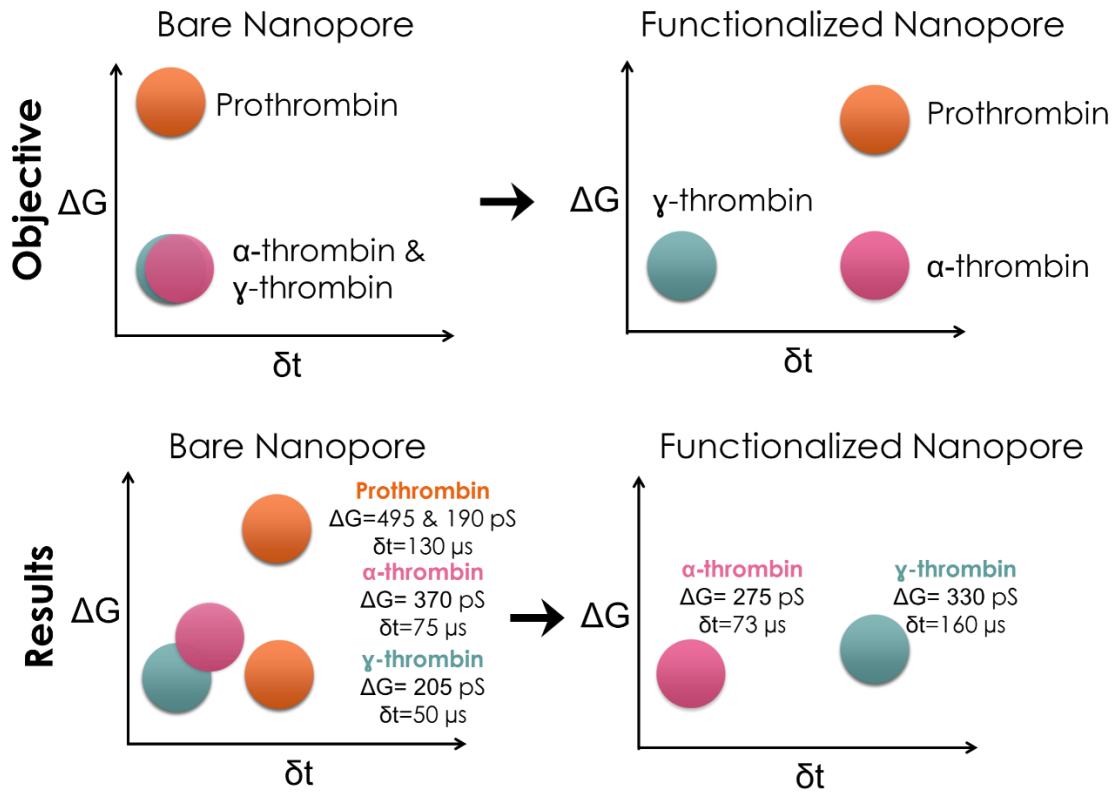 Bare Nanopore
Functionalized Nanopore
Objective
ΔG
Prothrombin
α-thrombin &
ɣ-thrombin
δt
ΔG
Prothrombin
ɣ-thrombin
α-thrombin
δt
Bare Nanopore
Functionalized Nanopore
Results
ΔG
Prothrombin
ΔG=495 & 190 pS
δt=130 µs
α-thrombin
ΔG= 370 pS
δt=75 µs
ɣ-thrombin
ΔG= 205 pS
δt=50 µs
δt
ΔG
α-thrombin
ΔG= 275 pS
δt=73 µs
ɣ-thrombin
ΔG= 330 pS
δt=160 µs
δt